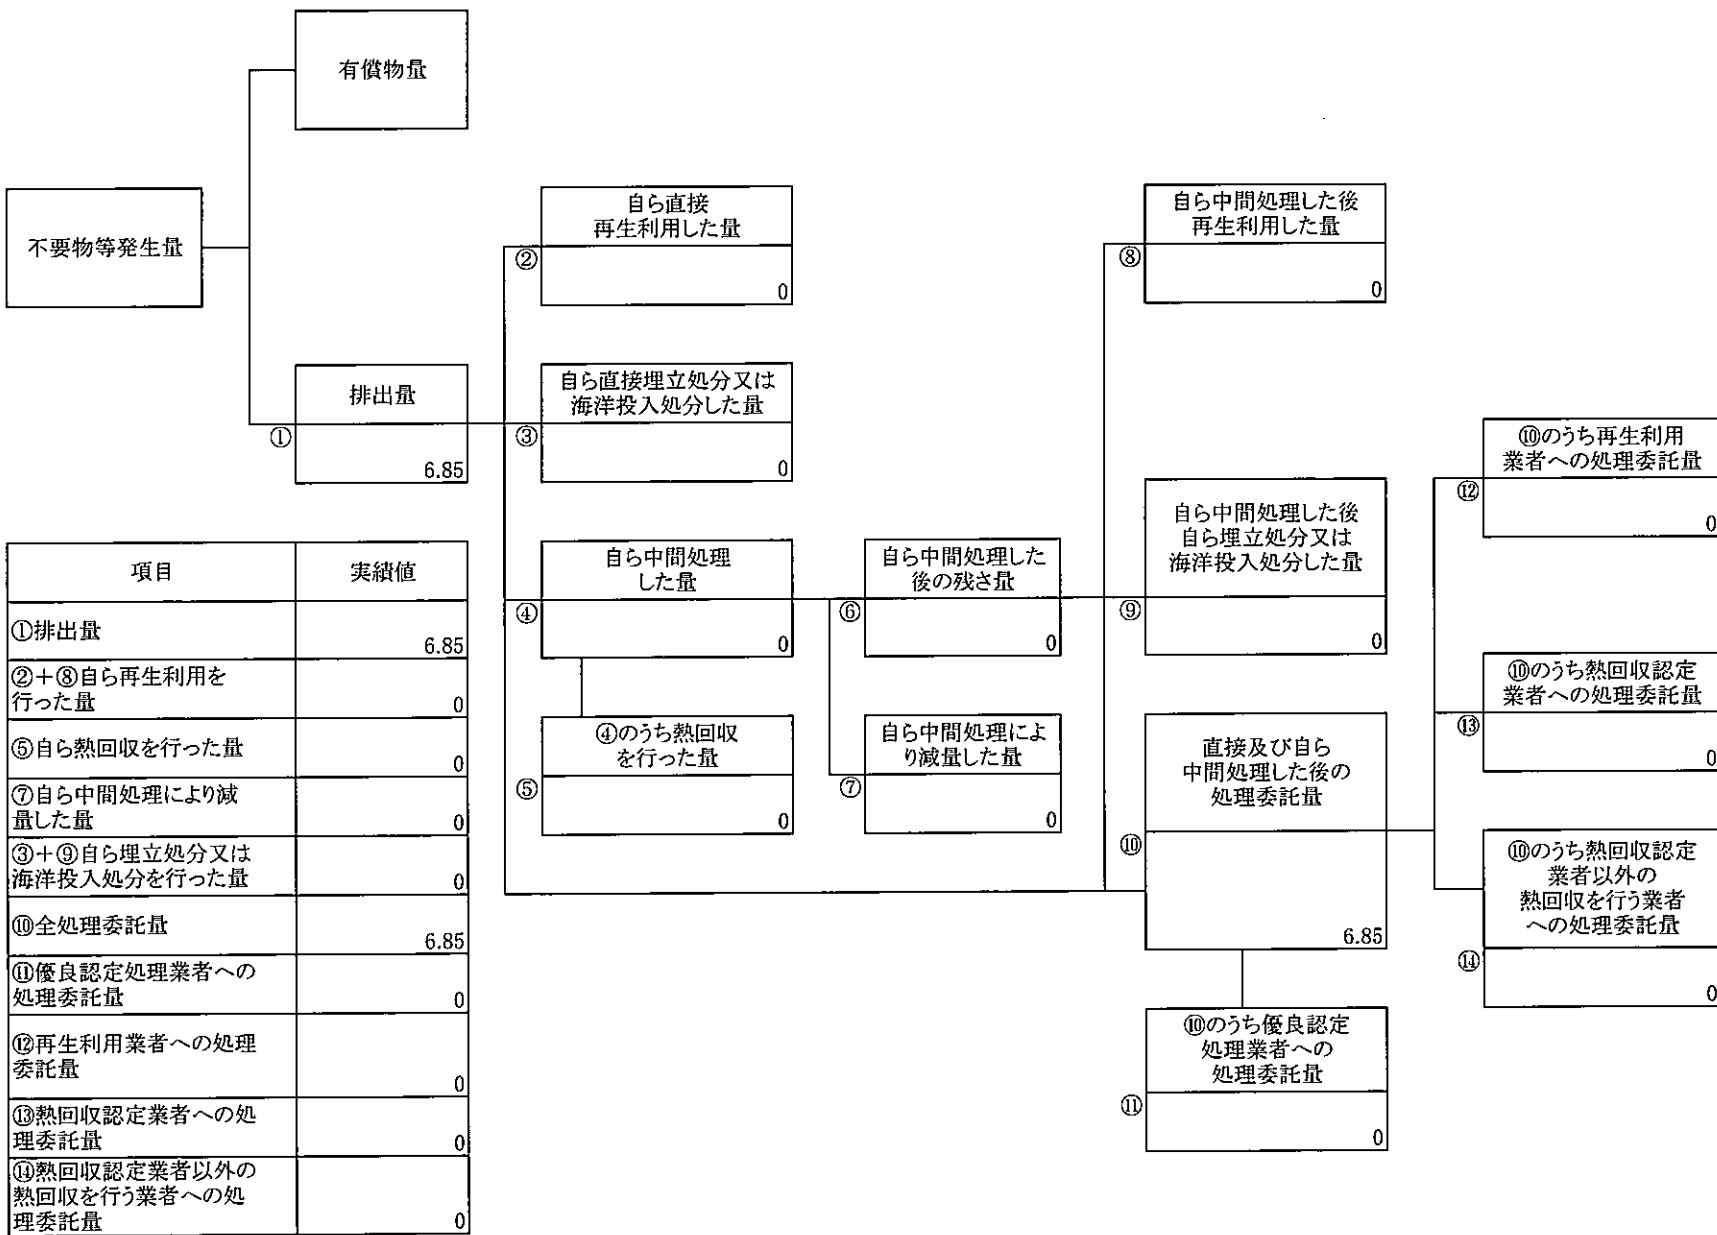 有償物量
不要物等発生量
排出量
①
6.85
自ら直接
再生利用した量
②
0
自ら直接埋立処分又は
海洋投入処分した量
③
0
自ら中間処理
した量
④
0
④のうち熱回収
を行った量
⑤
0
自ら中間処理した
後の残さ量
⑥
0
自ら中間処理によ
り減量した量
⑦
0
自ら中間処理した後
再生利用した量
⑧
0
自ら中間処理した後
自ら埋立処分又は
海洋投入処分した量
⑨
0
直接及び自ら
中間処理した後の
処理委託量
⑩
6.85
⑩のうち優良認定
処理業者への
処理委託量
⑪
0
⑩のうち再生利用
業者への処理委託量
⑫
0
⑩のうち熱回収認定
業者への処理委託量
⑬
0
⑩のうち熱回収認定
業者以外の
熱回収を行う業者
への処理委託量
⑭
0
項目 実績値
①排出量 6.85
②＋⑧自ら再生利用を
行った量 0
⑤自ら熱回収を行った量 0
⑦自ら中間処理により減
量した量 0
③＋⑨自ら埋立処分又は
海洋投入処分を行った量 0
⑩全処理委託量 6.85
⑪優良認定処理業者への
処理委託量 0
⑫再生利用業者への処理
委託量 0
⑬熱回収認定業者への処
理委託量 0
⑭熱回収認定業者以外の
熱回収を行う業者への処
理委託量 0